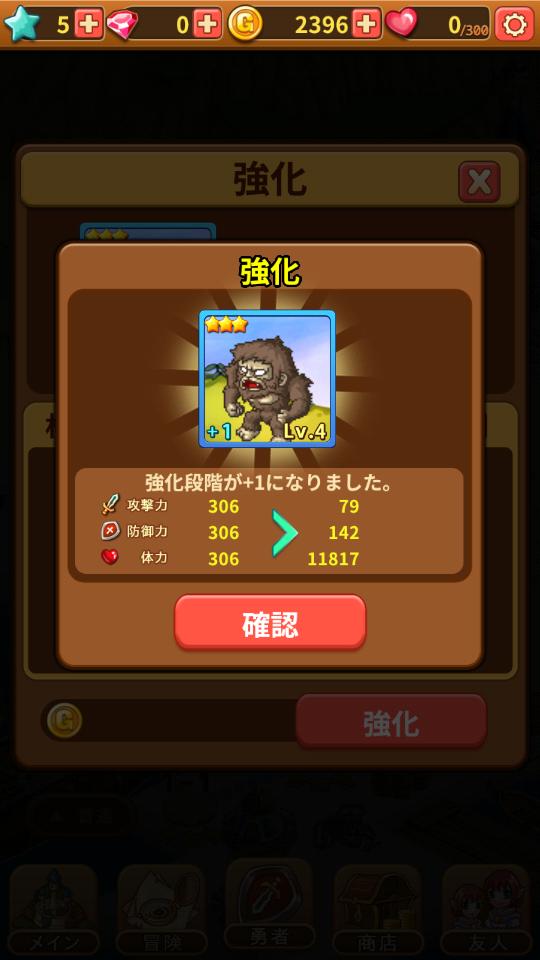 5 0 2396 0/300
強化
強化
+1 Lv.4
強化段階が+1になりました。
攻撃力 306 79
防御力 306 142
体力 306 11817
確認
強化
メイン 冒険 勇者 商店 友人